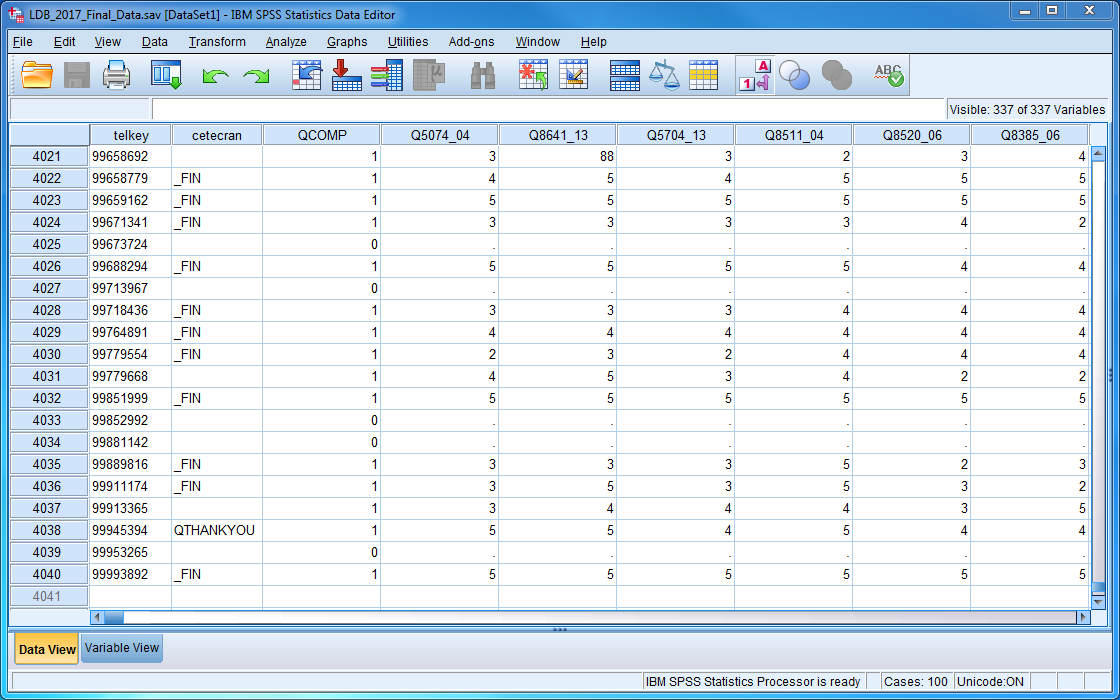 LDB_2017_Final_Data.sav [DataSet1] - IBM SPSS Statistics Data Editor
File Edit View Data Transform Analyze Graphs Utilities Add-ons Window Help
1 A ABC
Visible: 337 of 337 Variables
telkey cetecran QCOMP Q5074_04 Q8641_13 Q5704_13 Q8511_04 Q8520_06 Q8385_06
4021 99658692 1 3 88 3 2 3 4
4022 99658779 _FIN 1 4 5 4 5 5 5
4023 99659162 _FIN 1 5 5 5 5 5 5
4024 99671341 _FIN 1 3 3 3 3 4 2
4025 99673724 0 . . . . . .
4026 99688294 _FIN 1 5 5 5 5 4 4
4027 99713967 0 . . . . . .
4028 99718436 _FIN 1 3 3 3 4 4 4
4029 99764891 _FIN 1 4 4 4 4 4 4
4030 99779554 _FIN 1 2 3 2 4 4 4
4031 99779668 1 4 5 3 4 2 2
4032 99851999 _FIN 1 5 5 5 5 5 5
4033 99852992 0 . . . . . .
4034 99881142 0 . . . . . .
4035 99889816 _FIN 1 3 3 3 5 2 3
4036 99911174 _FIN 1 3 5 3 5 3 2
4037 99913365 1 3 4 4 4 3 5
4038 99945394 QTHANKYOU 1 5 5 4 5 4 4
4039 99953265 0 . . . . . .
4040 99993892 _FIN 1 5 5 5 5 5 5
4041
Data View Variable View
IBM SPSS Statistics Processor is ready Cases: 100 Unicode:ON